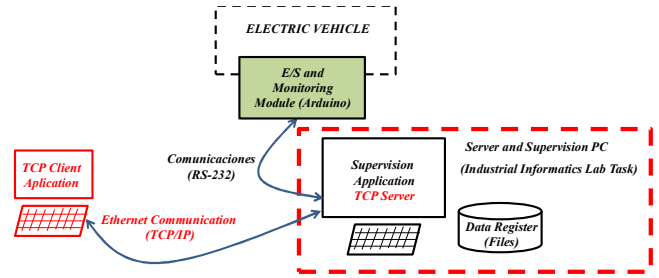 ELECTRIC VEHICLE
E/S and
Monitoring
Module (Arduino)
Comunicaciones
(RS-232)
Server and Supervision PC
(Industrial Informatics Lab Task)
Supervision
Application
TCP Server
TCP Client
Aplication
Ethernet Communication
(TCP/IP)
Data Register
(Files)